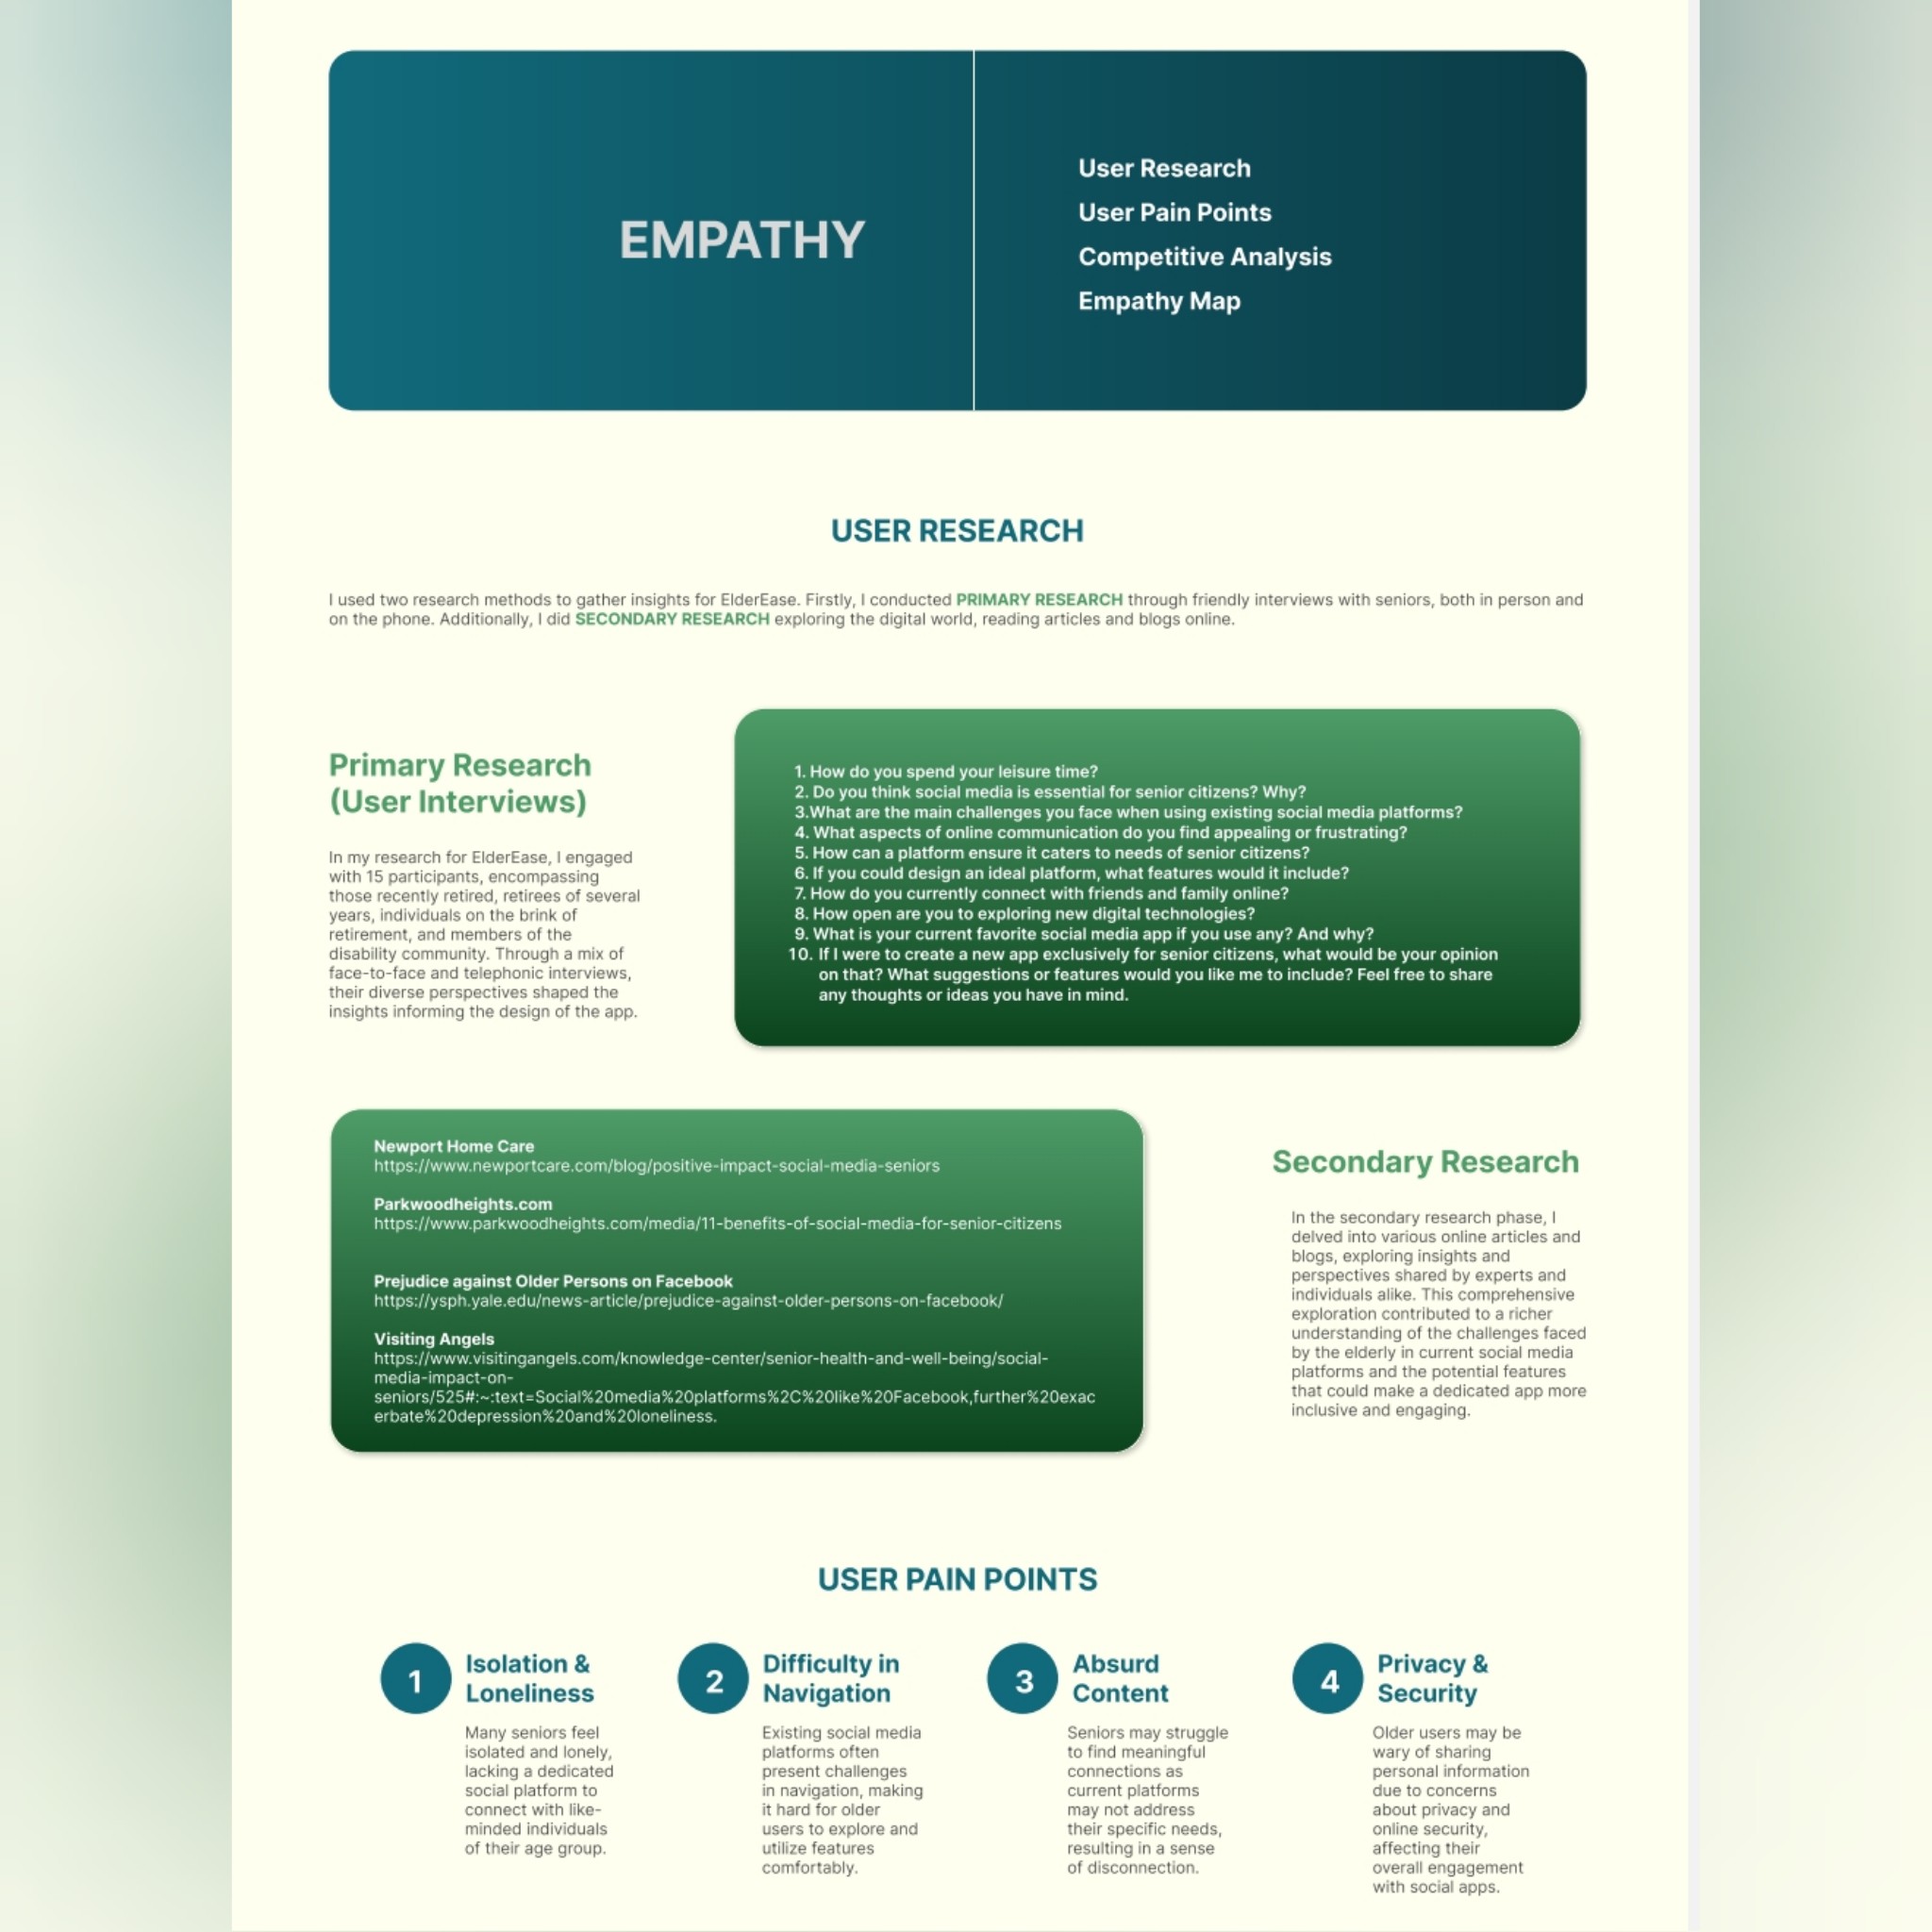 EMPATHY
User Research
User Pain Points
Competitive Analysis
Empathy Map
USER RESEARCH
I used two research methods to gather insights for ElderEase. Firstly, I conducted PRIMARY RESEARCH through friendly interviews with seniors, both in person and
on the phone. Additionally, I did SECONDARY RESEARCH exploring the digital world, reading articles and blogs online.
Primary Research
(User Interviews)
In my research for ElderEase, I engaged
with 15 participants, encompassing
those recently retired, retirees of several
years, individuals on the brink of
retirement, and members of the
disability community. Through a mix of
face-to-face and telephonic interviews,
their diverse perspectives shaped the
insights informing the design of the app.
1. How do you spend your leisure time?
2. Do you think social media is essential for senior citizens? Why?
3.What are the main challenges you face when using existing social media platforms?
4. What aspects of online communication do you find appealing or frustrating?
5. How can a platform ensure it caters to needs of senior citizens?
6. If you could design an ideal platform, what features would it include?
7. How do you currently connect with friends and family online?
8. How open are you to exploring new digital technologies?
9. What is your current favorite social media app if you use any? And why?
10. If I were to create a new app exclusively for senior citizens, what would be your opinion
on that? What suggestions or features would you like me to include? Feel free to share
any thoughts or ideas you have in mind.
Newport Home Care
https://www.newportcare.com/blog/positive-impact-social-media-seniors
Parkwoodheights.com
https://www.parkwoodheights.com/media/11-benefits-of-social-media-for-senior-citizens
Prejudice against Older Persons on Facebook
https://ysph.yale.edu/news-article/prejudice-against-older-persons-on-facebook/
Visiting Angels
https://www.visitingangels.com/knowledge-center/senior-health-and-well-being/social-
media-impact-on-
seniors/525#:~:text=Social%20media%20platforms%2C%20like%20Facebook,further%20exac
erbate%20depression%20and%20loneliness.
Secondary Research
In the secondary research phase, I
delved into various online articles and
blogs, exploring insights and
perspectives shared by experts and
individuals alike. This comprehensive
exploration contributed to a richer
understanding of the challenges faced
by the elderly in current social media
platforms and the potential features
that could make a dedicated app more
inclusive and engaging.
USER PAIN POINTS
1
Isolation &
Loneliness
Many seniors feel
isolated and lonely,
lacking a dedicated
social platform to
connect with like-
minded individuals
of their age group.
2
Difficulty in
Navigation
Existing social media
platforms often
present challenges
in navigation, making
it hard for older
users to explore and
utilize features
comfortably.
3
Absurd
Content
Seniors may struggle
to find meaningful
connections as
current platforms
may not address
their specific needs,
resulting in a sense
of disconnection.
4
Privacy &
Security
Older users may be
wary of sharing
personal information
due to concerns
about privacy and
online security,
affecting their
overall engagement
with social apps.